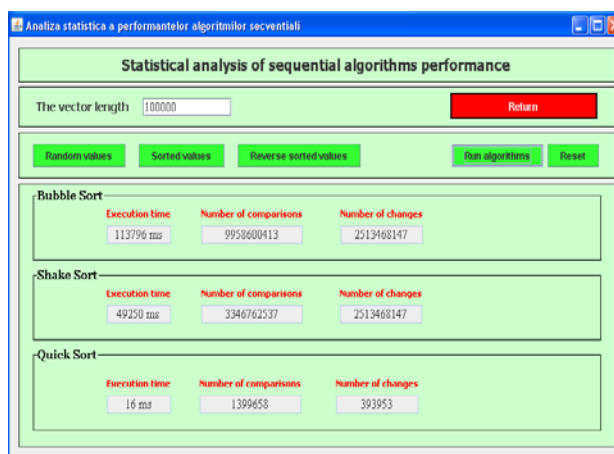 Analiza statistica a performantelor algoritmilor secventiali
Statistical analysis of sequential algorithms performance
The vector length 100000 Return
Random values Sorted values Reverse sorted values Run algorithms Reset
Bubble Sort
Execution time Number of comparisons Number of changes
113796 ms 9958600413 2513468147
Shake Sort
Execution time Number of comparisons Number of changes
49250 ms 3346762537 2513468147
Quick Sort
Execution time Number of comparisons Number of changes
16 ms 1399658 393953